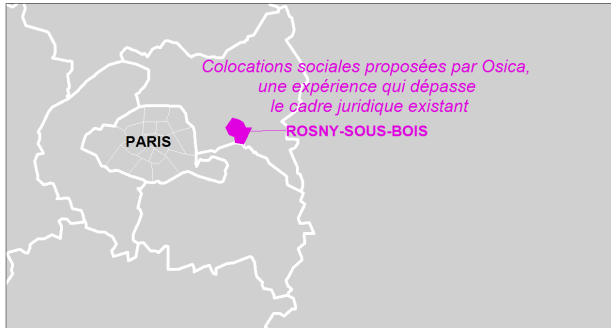 Colocations sociales proposées par Osica,
une expérience qui dépasse
le cadre juridique existant
ROSNY-SOUS-BOIS
PARIS